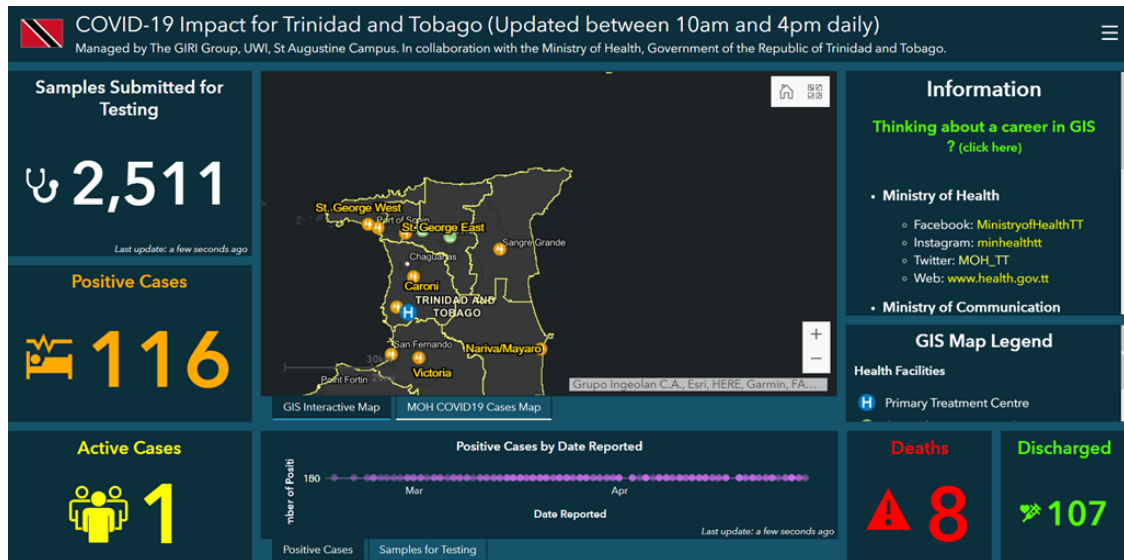 COVID-19 Impact for Trinidad and Tobago (Updated between 10am and 4pm daily)
Managed by The GIRI Group, UWI, St Augustine Campus. In collaboration with the Ministry of Health, Government of the Republic of Trinidad and Tobago.
Samples Submitted for
Testing
2,511
Last update: a few seconds ago
Positive Cases
116
Active Cases
1
St. George West
St. George East
Sangre Grande
Chaguanas
Caroni
TRINIDAD AND
TOBAGO
San Fernando
Nariva/Mayaro
Victoria
Point Fortin
+
−
Grupo Ingeolan C.A., Esri, HERE, Garmin, FA...
GIS Interactive Map
MOH COVID19 Cases Map
Positive Cases by Date Reported
180
Mar
Apr
Date Reported
Last update: a few seconds ago
Positive Cases
Samples for Testing
Information
Thinking about a career in GIS
? (click here)
• Ministry of Health
Facebook: MinistryofHealthTT
Instagram: minhealthtt
Twitter: MOH_TT
Web: www.health.gov.tt
• Ministry of Communication
GIS Map Legend
Health Facilities
H Primary Treatment Centre
Deaths
8
Discharged
107